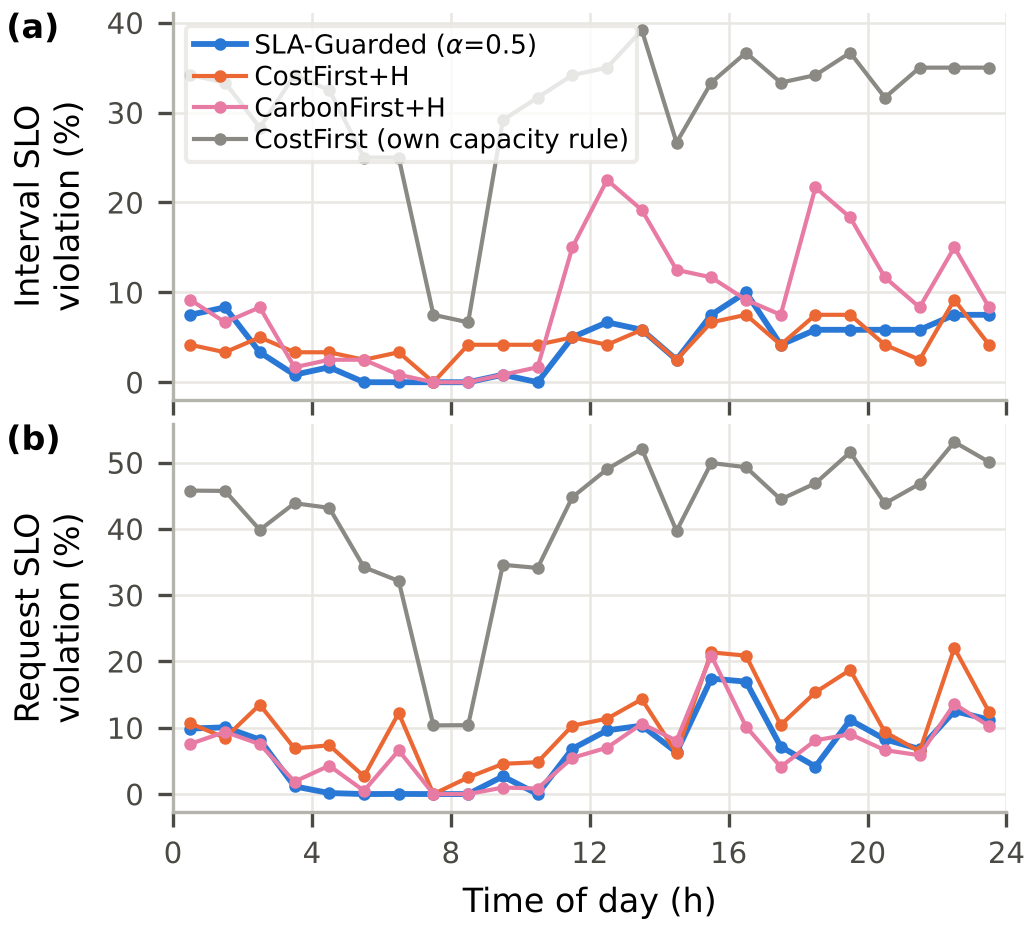 (a)
Interval SLO
violation (%)
40
30
20
10
0
SLA-Guarded (α=0.5)
CostFirst+H
CarbonFirst+H
CostFirst (own capacity rule)
(b)
Request SLO
violation (%)
50
40
30
20
10
0
0 4 8 12 16 20 24
Time of day (h)